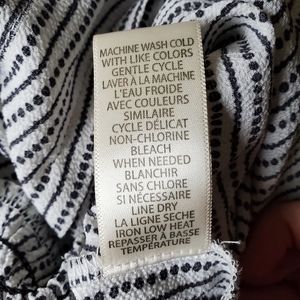 MACHINE WASH COLD
WITH LIKE COLORS
GENTLE CYCLE
LAVER À LA MACHINE
L'EAU FROIDE
AVEC COULEURS
SIMILAIRE
CYCLE DÉLICAT
NON-CHLORINE
BLEACH
WHEN NEEDED
BLANCHIR
SANS CHLORE
SI NÉCESSAIRE
LINE DRY
LA LIGNE SECHE
IRON LOW HEAT
REPASSER À BASSE
TEMPÉRATURE